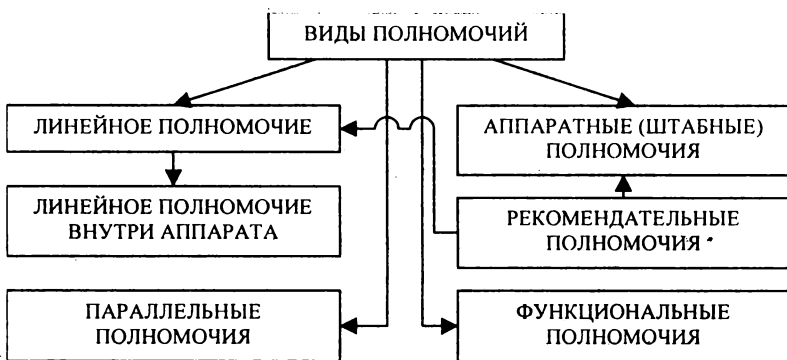 ВИДЫ ПОЛНОМОЧИЙ
ЛИНЕЙНОЕ ПОЛНОМОЧИЕ
АППАРАТНЫЕ (ШТАБНЫЕ)
ПОЛНОМОЧИЯ
ЛИНЕЙНОЕ ПОЛНОМОЧИЕ
ВНУТРИ АППАРАТА
РЕКОМЕНДАТЕЛЬНЫЕ
ПОЛНОМОЧИЯ
ПАРАЛЛЕЛЬНЫЕ
ПОЛНОМОЧИЯ
ФУНКЦИОНАЛЬНЫЕ
ПОЛНОМОЧИЯ